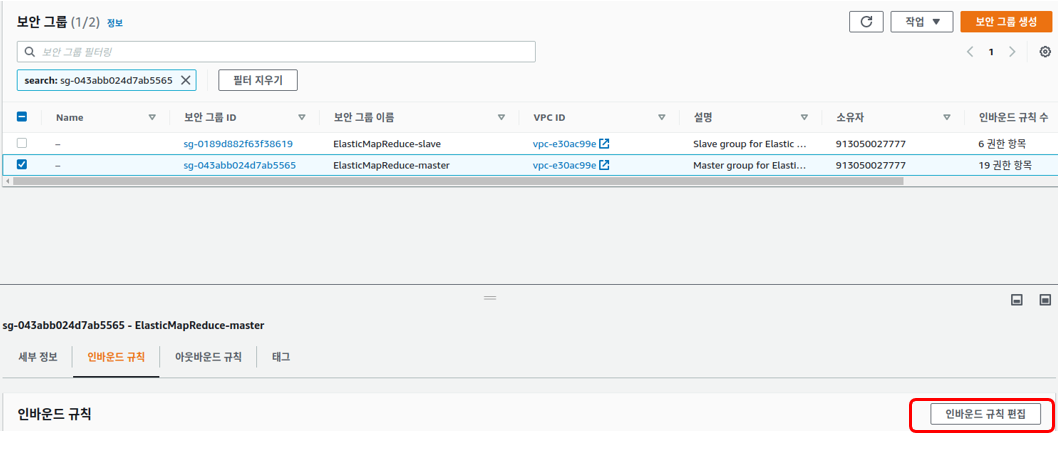 보안 그룹 (1/2) 정보
작업 보안 그룹 생성
보안 그룹 필터링
1
search: sg-043abb024d7ab5565 필터 지우기
Name 보안 그룹 ID 보안 그룹 이름 VPC ID 설명 소유자 인바운드 규칙 수
– sg-0189d882f63f38619 ElasticMapReduce-slave vpc-e30ac99e Slave group for Elastic ... 913050027777 6 권한 항목
– sg-043abb024d7ab5565 ElasticMapReduce-master vpc-e30ac99e Master group for Elasti... 913050027777 19 권한 항목
sg-043abb024d7ab5565 - ElasticMapReduce-master
세부 정보 인바운드 규칙 아웃바운드 규칙 태그
인바운드 규칙 인바운드 규칙 편집